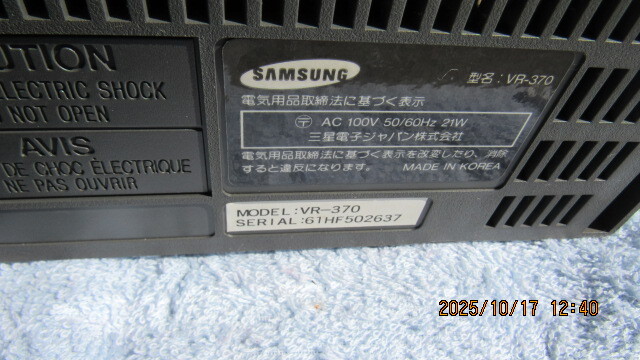 CAUTION
ELECTRIC SHOCK
NOT OPEN
AVIS
DE CHOC ÉLECTRIQUE
NE PAS OUVRIR
SAMSUNG
型名: VR-370
電気用品取締法に基づく表示
〒 AC 100V 50/60Hz 21W
三星電子ジャパン株式会社
電気用品取締法に基づく表示を改変したり、消除
すると違反になります。 MADE IN KOREA
MODEL:VR-370
SERIAL:61HF502637
2025/10/17 12:40